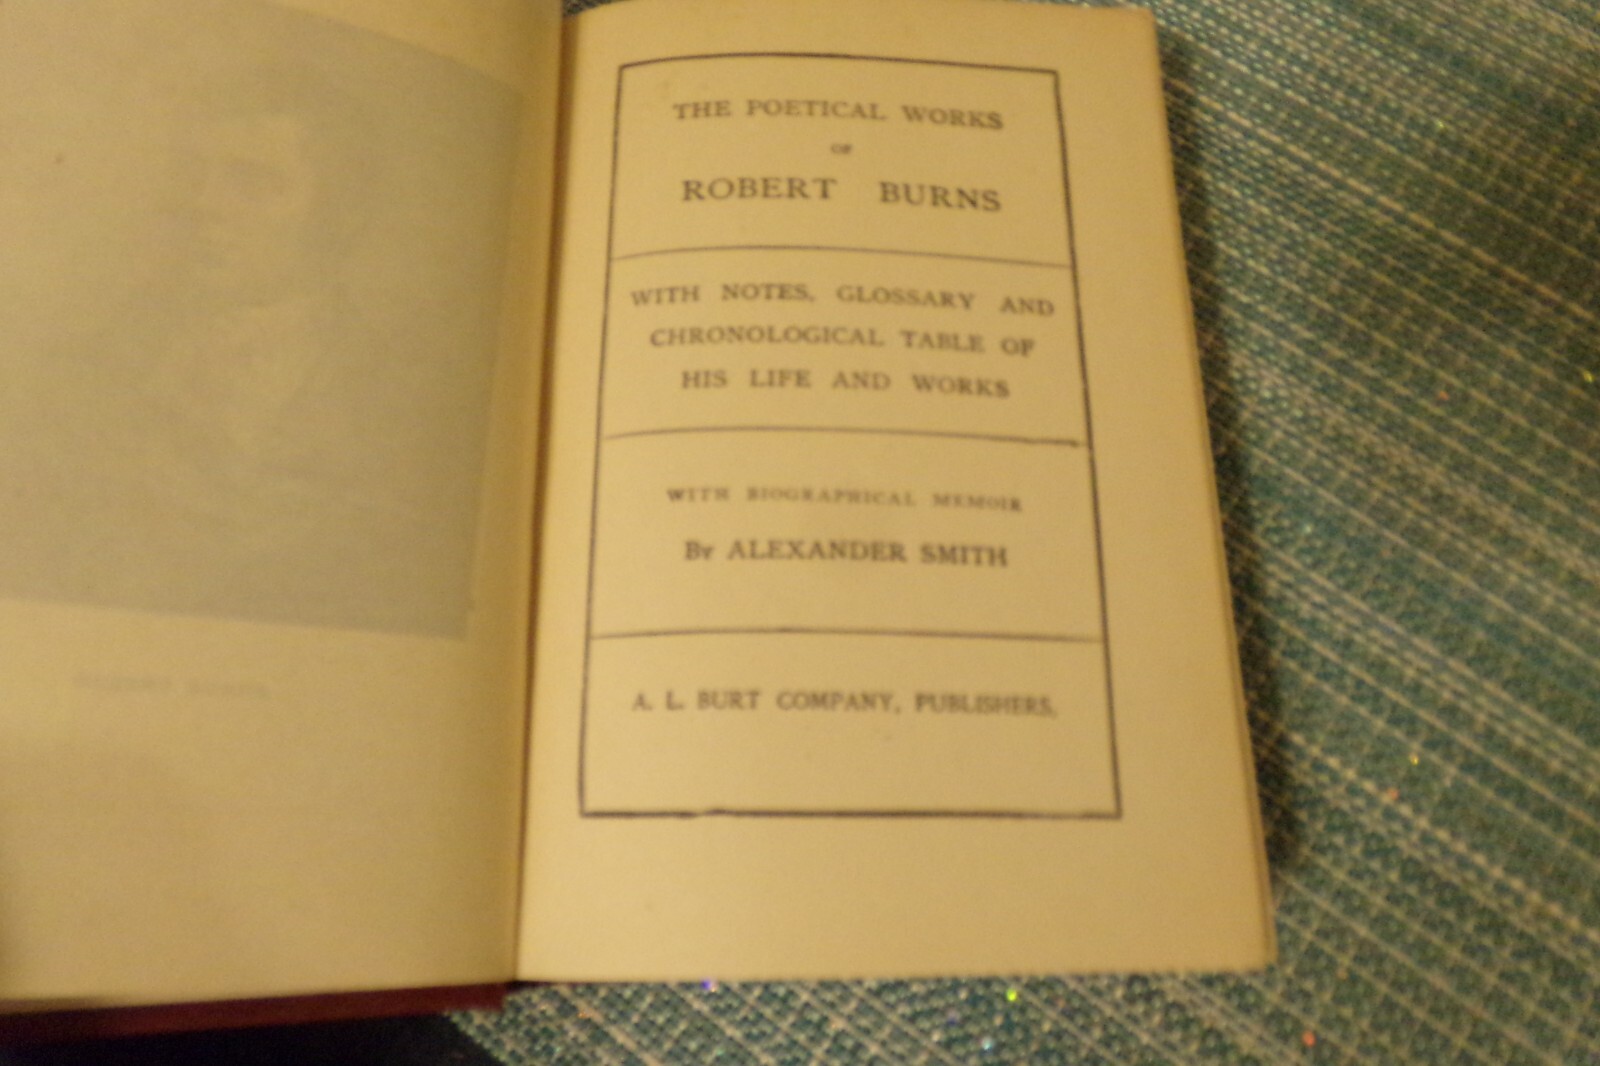 THE POETICAL WORKS
OF
ROBERT BURNS
WITH NOTES, GLOSSARY AND
CHRONOLOGICAL TABLE OF
HIS LIFE AND WORKS
WITH BIOGRAPHICAL MEMOIR
By ALEXANDER SMITH
A. L. BURT COMPANY, PUBLISHERS.